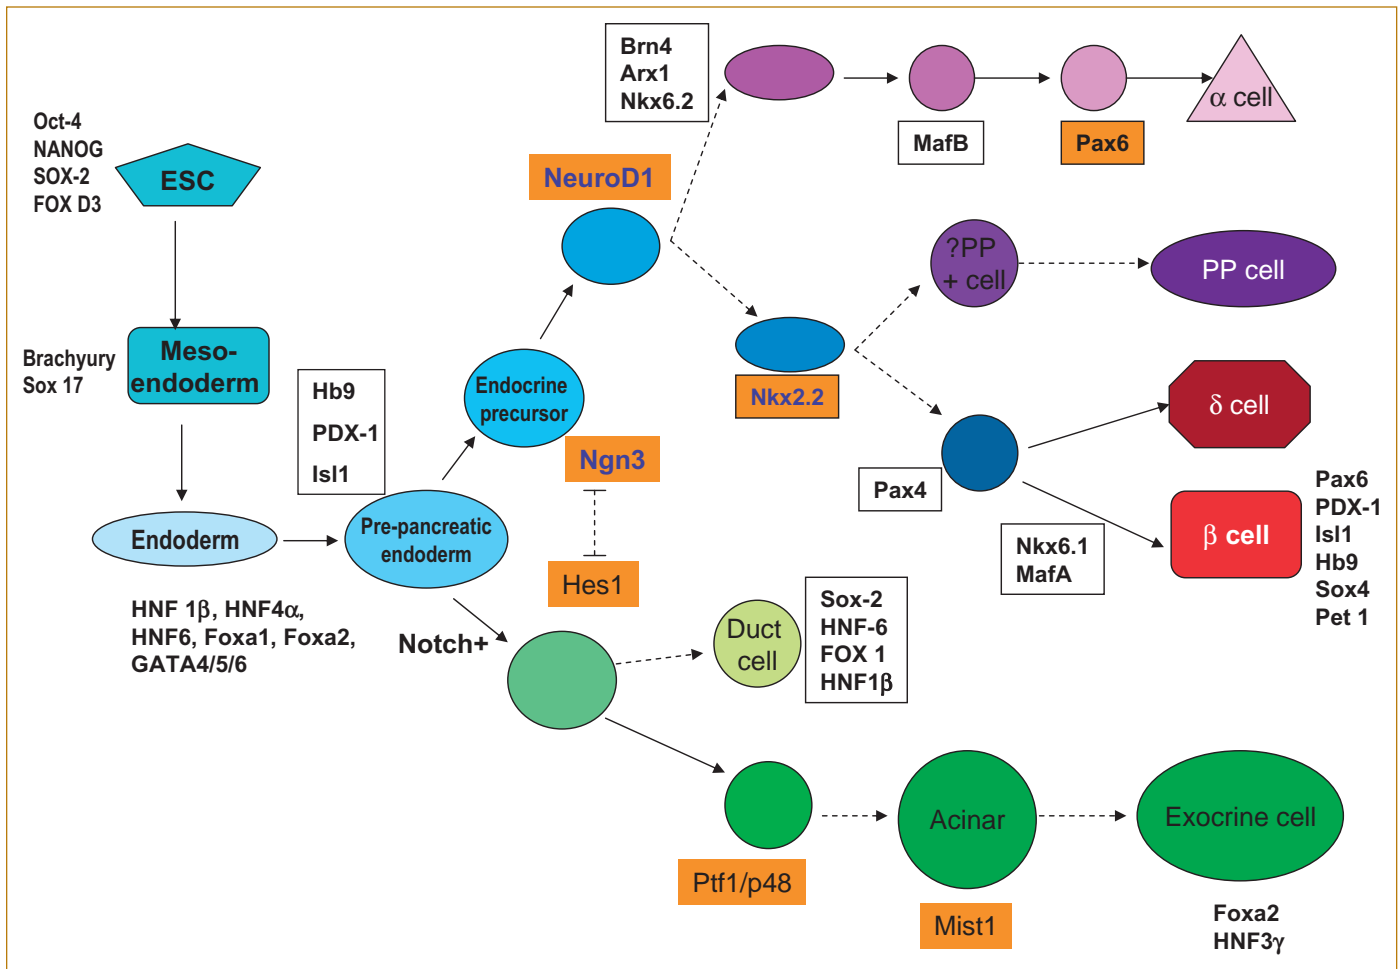 Oct-4
NANOG
SOX-2
FOX D3
ESC
Brachyury
Sox 17
Meso-
endoderm
Endoderm
HNF 1β, HNF4α,
HNF6, Foxa1, Foxa2,
GATA4/5/6
Hb9
PDX-1
Isl1
Pre-pancreatic
endoderm
Endocrine
precursor
Ngn3
Hes1
Notch+
NeuroD1
Brn4
Arx1
Nkx6.2
MafB
Pax6
α cell
Nkx2.2
?PP
+ cell
PP cell
Pax4
δ cell
Nkx6.1
MafA
β cell
Pax6
PDX-1
Isl1
Hb9
Sox4
Pet 1
Duct
cell
Sox-2
HNF-6
FOX 1
HNF1β
Ptf1/p48
Acinar
Mist1
Exocrine cell
Foxa2
HNF3γ